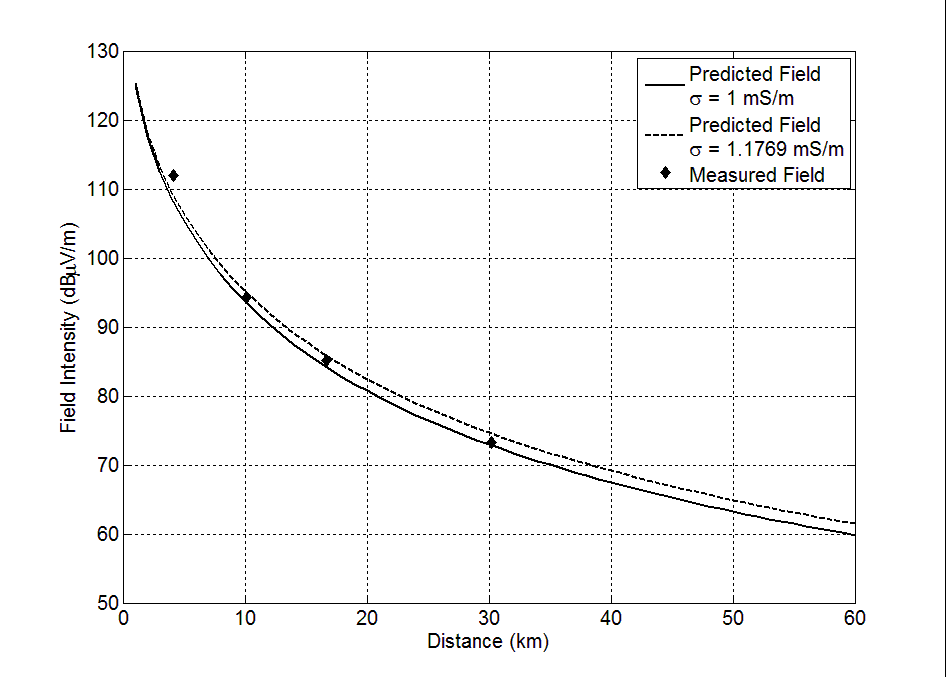 130
120
110
100
90
80
70
60
50
0
10
20
30
40
50
60
Field Intensity (dBμV/m)
Distance (km)
Predicted Field
σ = 1 mS/m
Predicted Field
σ = 1.1769 mS/m
Measured Field